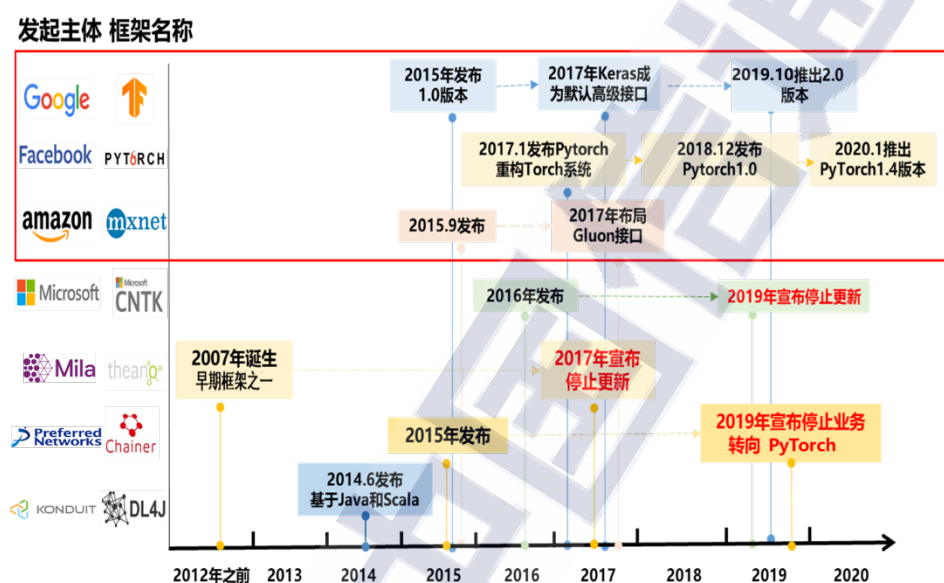 发起主体 框架名称
Google
2015年发布
1.0版本
2017年Keras成
为默认高级接口
2019.10推出2.0
版本
Facebook
PYTORCH
2017.1发布Pytorch
重构Torch系统
2018.12发布
Pytorch1.0
2020.1推出
PyTorch1.4版本
amazon
mxnet
2015.9发布
2017年布局
Gluon接口
Microsoft
Microsoft
CNTK
2016年发布
2019年宣布停止更新
Mila
theano
2007年诞生
早期框架之一
2017年宣布
停止更新
Preferred
Networks
Chainer
2015年发布
2019年宣布停止业务
转向 PyTorch
KONDUIT
DL4J
2014.6发布
基于Java和Scala
2012年之前
2013
2014
2015
2016
2017
2018
2019
2020
中国信通